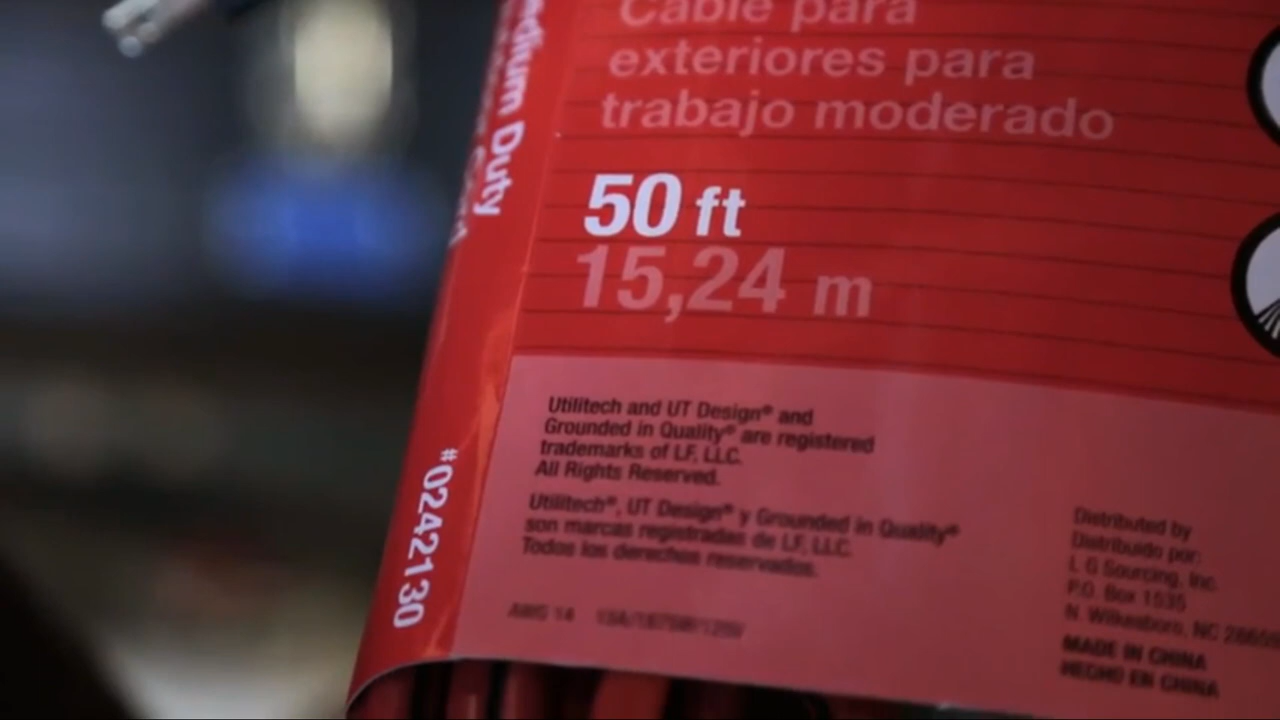 Cable para
exteriores para
trabajo moderado
50 ft
15,24 m
Medium Duty
#0242130
Utilitech and UT Design® and
Grounded in Quality® are registered
trademarks of LF, LLC.
All Rights Reserved.
Utilitech®, UT Design® y Grounded in Quality®
son marcas registradas de LF, LLC.
Todos los derechos reservados.
AWG 14
Distributed by
Distribuido por:
L G Sourcing, Inc.
P.O. Box 1535
N. Wilkesboro, NC
MADE IN CHINA
HECHO EN CHINA